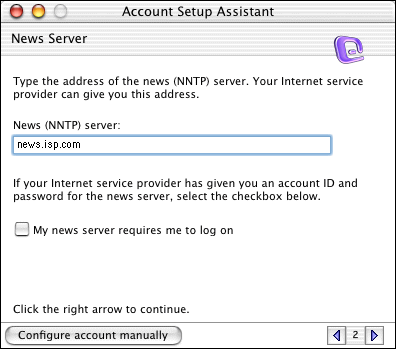 Account Setup Assistant
News Server
Type the address of the news (NNTP) server. Your Internet service
provider can give you this address.
News (NNTP) server:
news.isp.com
If your Internet service provider has given you an account ID and
password for the news server, select the checkbox below.
My news server requires me to log on
Click the right arrow to continue.
Configure account manually
2